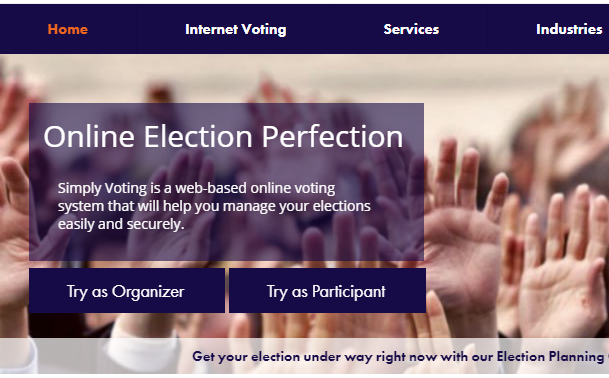 Home Internet Voting Services Industries
Online Election Perfection
Simply Voting is a web-based online voting
system that will help you manage your elections
easily and securely.
Try as Organizer Try as Participant
Get your election under way right now with our Election Planning